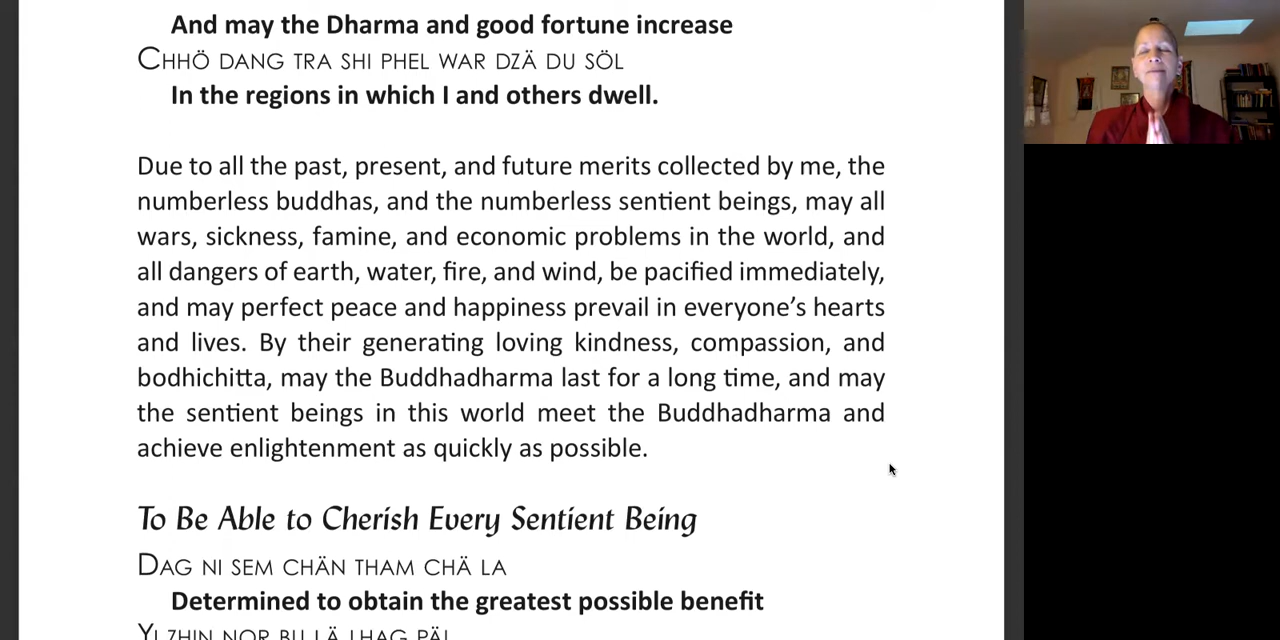 And may the Dharma and good fortune increase
CHHÖ DANG TRA SHI PHEL WAR DZÄ DU SÖL
In the regions in which I and others dwell.
Due to all the past, present, and future merits collected by me, the
numberless buddhas, and the numberless sentient beings, may all
wars, sickness, famine, and economic problems in the world, and
all dangers of earth, water, fire, and wind, be pacified immediately,
and may perfect peace and happiness prevail in everyone’s hearts
and lives. By their generating loving kindness, compassion, and
bodhichitta, may the Buddhadharma last for a long time, and may
the sentient beings in this world meet the Buddhadharma and
achieve enlightenment as quickly as possible.
To Be Able to Cherish Every Sentient Being
DAG NI SEM CHÄN THAM CHÄ LA
Determined to obtain the greatest possible benefit
YI ZHIN NOR BU LÄ LHAG PÄI